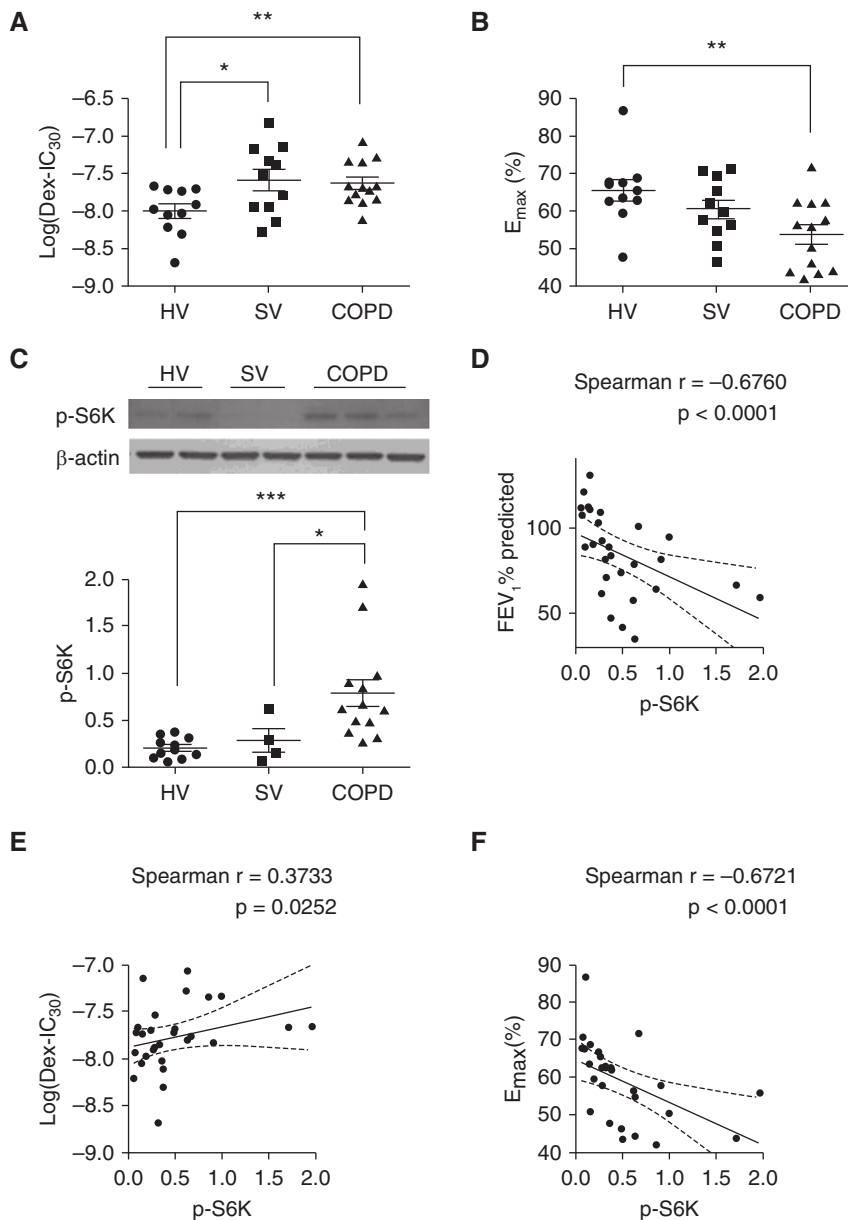 A
**
*
Log(Dex-IC30)
–6.5
–7.0
–7.5
–8.0
–8.5
–9.0
HV SV COPD
B
**
Emax (%)
90
80
70
60
50
40
HV SV COPD
C
HV SV COPD
p-S6K
β-actin
***
*
p-S6K
2.0
1.5
1.0
0.5
0.0
HV SV COPD
D
Spearman r = –0.6760
p < 0.0001
FEV1% predicted
100
50
0.0 0.5 1.0 1.5 2.0
p-S6K
E
Spearman r = 0.3733
p = 0.0252
Log(Dex-IC30)
–7.0
–7.5
–8.0
–8.5
–9.0
0.0 0.5 1.0 1.5 2.0
p-S6K
F
Spearman r = –0.6721
p < 0.0001
Emax(%)
90
80
70
60
50
40
0.0 0.5 1.0 1.5 2.0
p-S6K